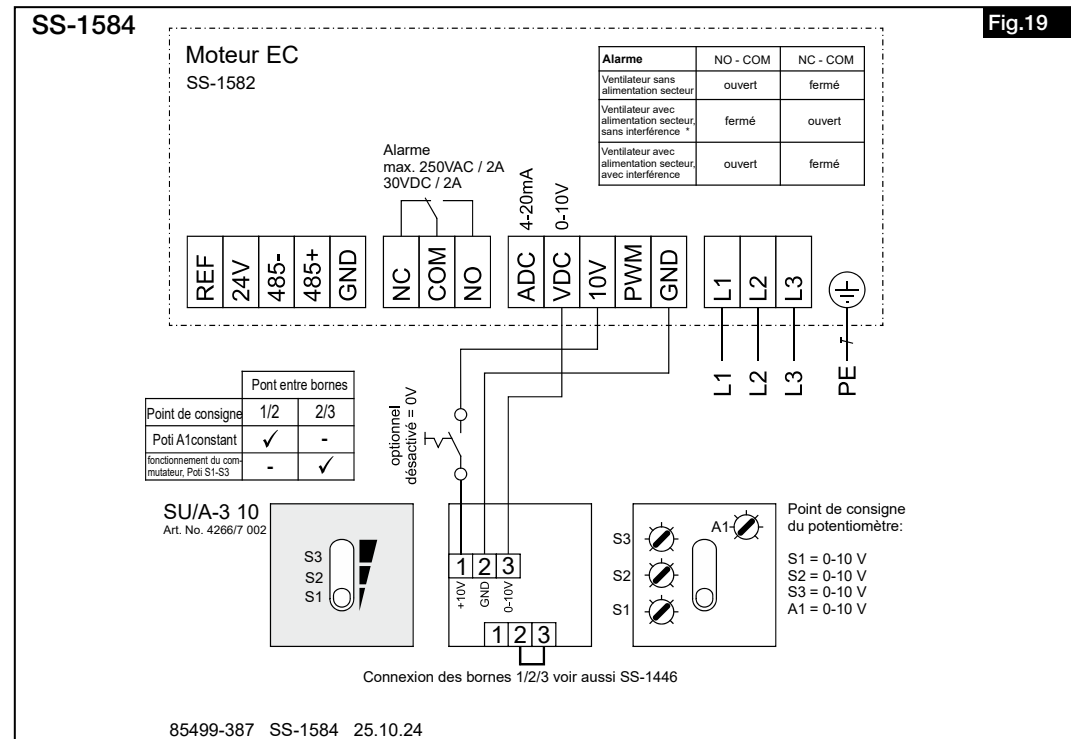 SS-1584
Fig.19
Moteur EC
SS-1582
Alarme NO - COM NC - COM
Ventilateur sans
alimentation secteur
ouvert fermé
Ventilateur avec
alimentation secteur,
sans interférence *
fermé ouvert
Ventilateur avec
alimentation secteur,
avec interférence
ouvert fermé
Alarme
max. 250VAC / 2A
30VDC / 2A
4-20mA
0-10V
REF
24V
485-
485+
GND
NC
COM
NO
ADC
VDC
10V
PWM
GND
L1
L2
L3
L1
L2
L3
PE
Pont entre bornes
Point de consigne 1/2 2/3
Poti A1constant ✓ -
fonctionnement du com-
mutateur, Poti S1-S3
- ✓
optionnel
désactivé = 0V
SU/A-3 10
Art. No. 4266/7 002
S3
S2
S1
1 2 3
+10V
GND
0-10V
1 2 3
S3
S2
S1
A1
Point de consigne
du potentiomètre:
S1 = 0-10 V
S2 = 0-10 V
S3 = 0-10 V
A1 = 0-10 V
Connexion des bornes 1/2/3 voir aussi SS-1446
85499-387 SS-1584 25.10.24